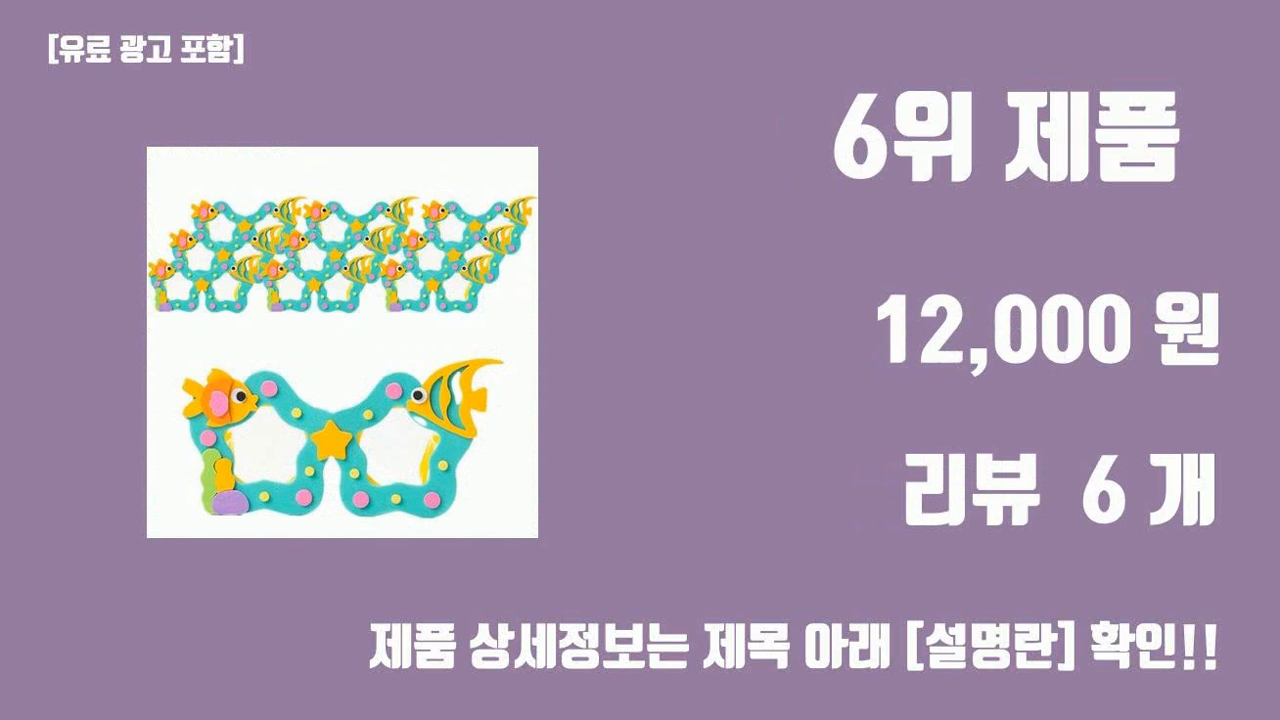 [유료 광고 포함]
6위 제품
12,000 원
리뷰 6 개
제품 상세정보는 제목 아래 [설명란] 확인!!